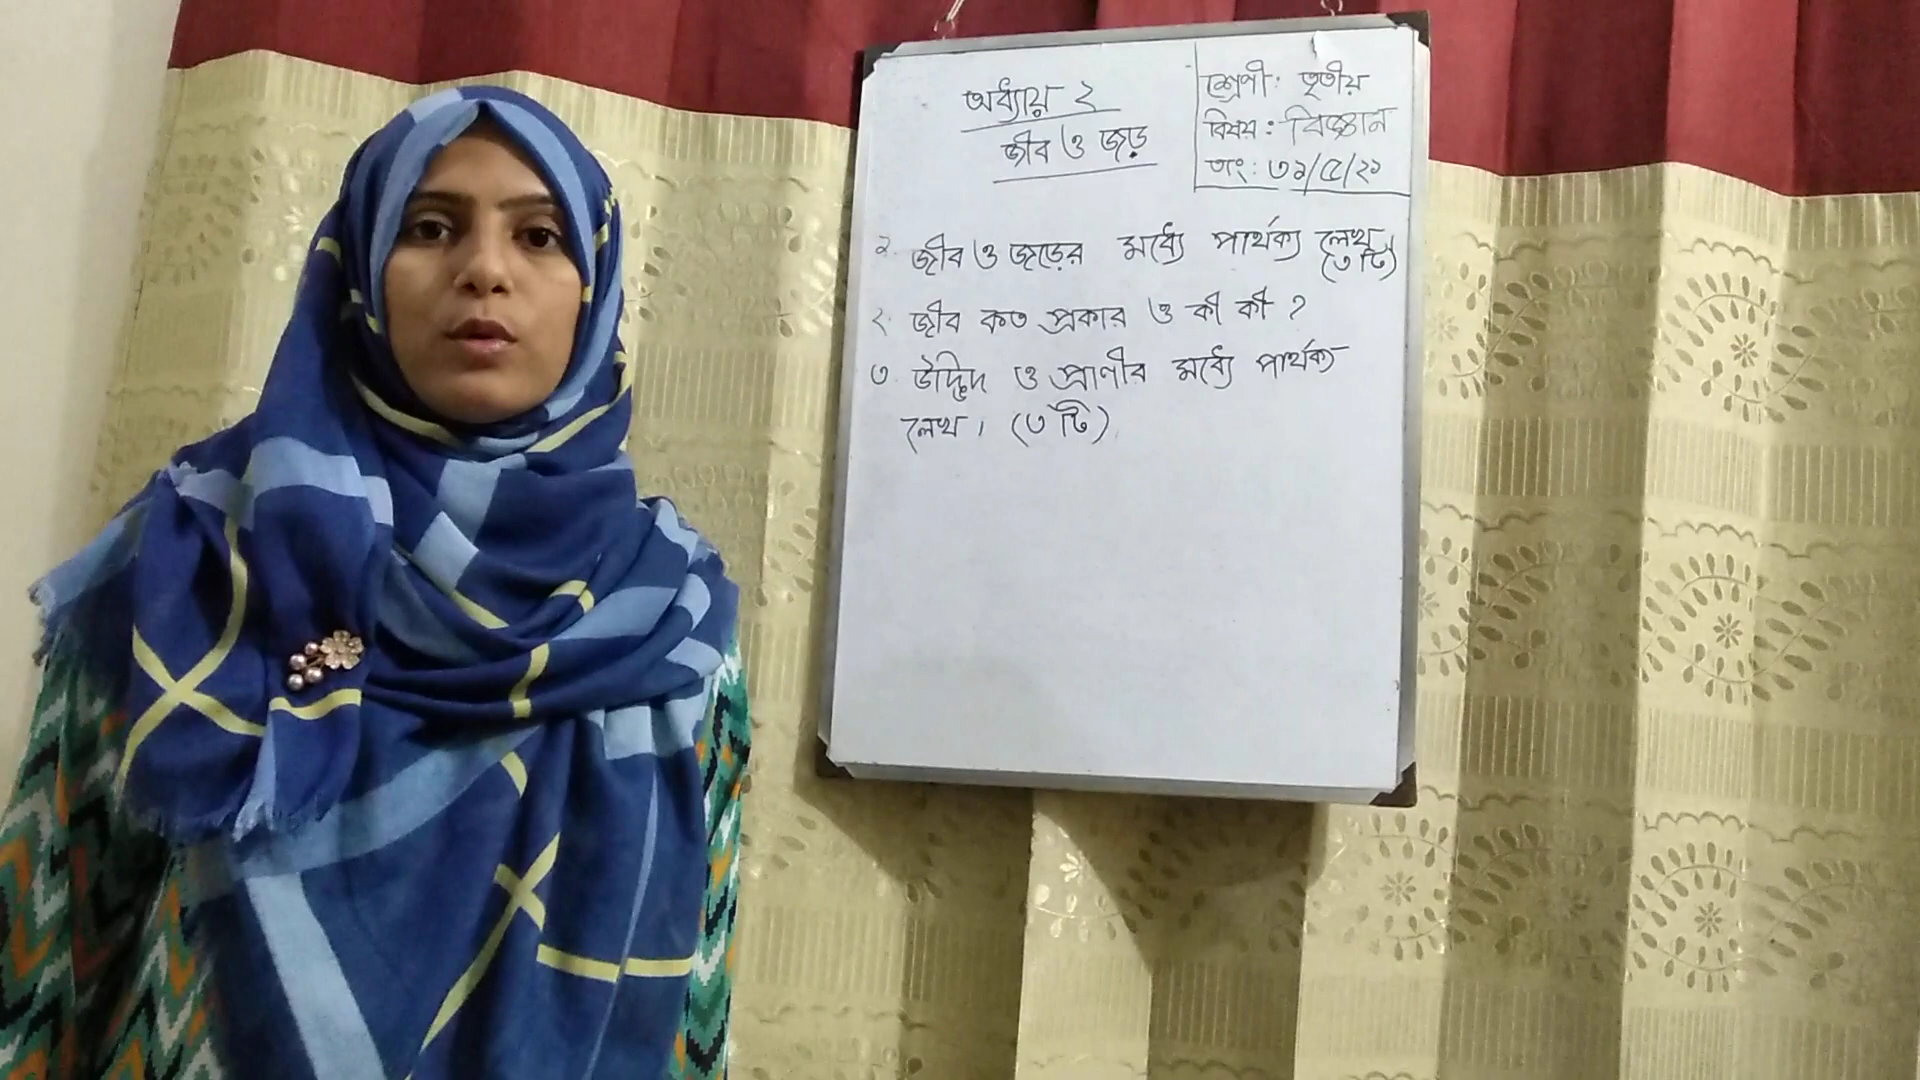 অধ্যায় ২
জীব ও জড়
শ্রেণী: তৃতীয়
বিষয়: বিজ্ঞান
তাং: ৩১/৫/২১
১. জীব ও জড়ের মধ্যে পার্থক্য লেখ
(৩টি)
২. জীব কত প্রকার ও কী কী ?
৩. উদ্ভিদ ও প্রাণীর মধ্যে পার্থক্য
লেখ। (৩টি)